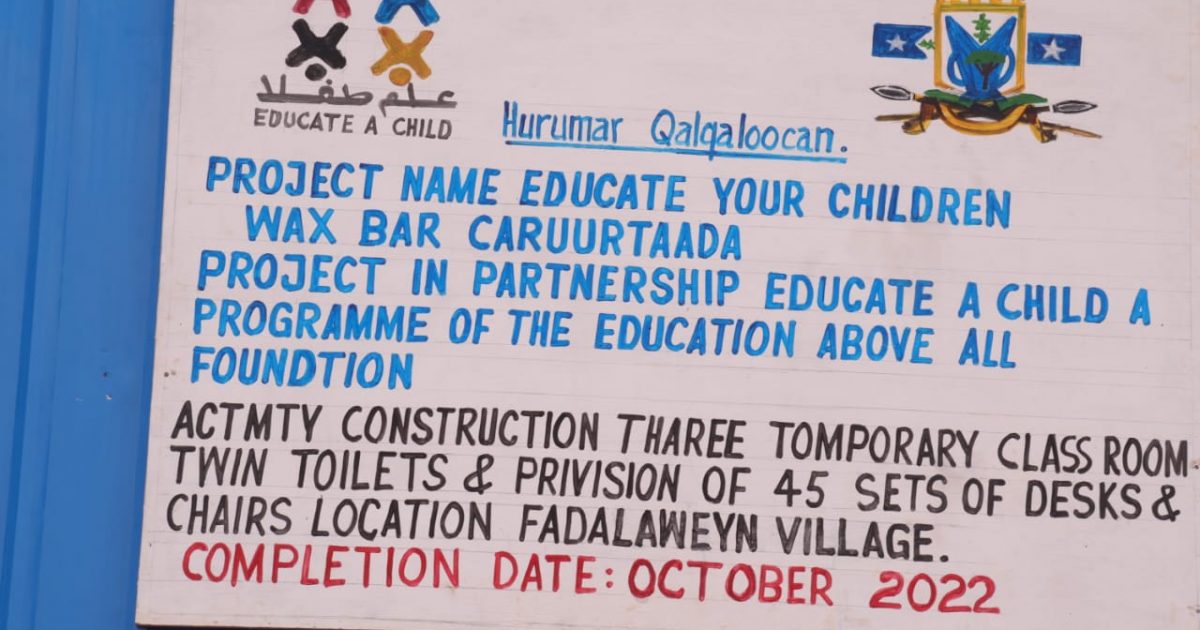 علم طفلا
EDUCATE A CHILD
Hurumar Qalqaloocan.
PROJECT NAME EDUCATE YOUR CHILDREN
WAX BAR CARUURTAADA
PROJECT IN PARTNERSHIP EDUCATE A CHILD A
PROGRAMME OF THE EDUCATION ABOVE ALL
FOUNDTION
ACTMTY CONSTRUCTION THAREE TOMPORARY CLASS ROOM.
TWIN TOILETS & PRIVISION OF 45 SETS OF DESKS &
CHAIRS LOCATION FADALAWEYN VILLAGE.
COMPLETION DATE: OCTOBER 2022